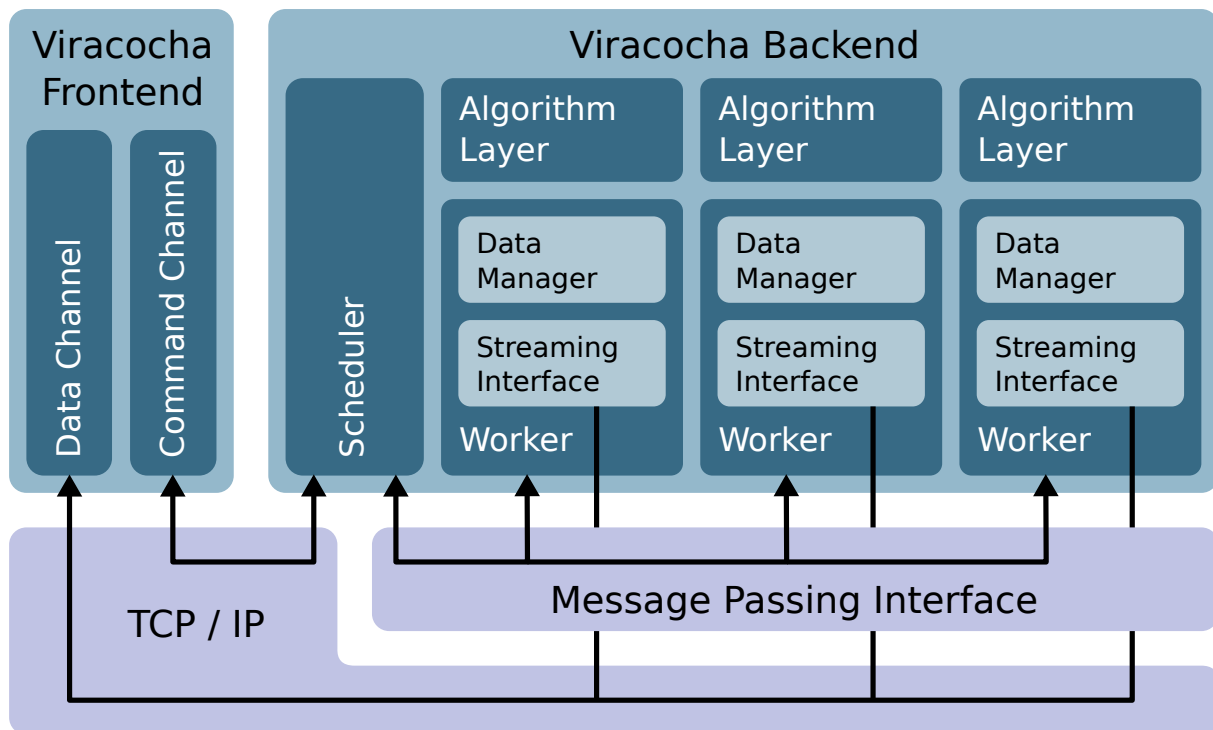 Viracocha
Frontend
Data Channel
Command Channel
Viracocha Backend
Scheduler
Algorithm
Layer
Data
Manager
Streaming
Interface
Worker
Algorithm
Layer
Data
Manager
Streaming
Interface
Worker
Algorithm
Layer
Data
Manager
Streaming
Interface
Worker
TCP / IP
Message Passing Interface